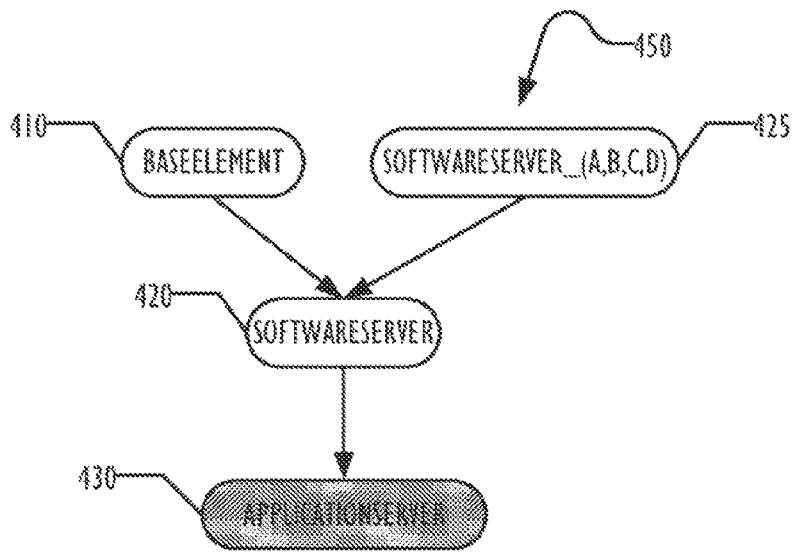 450
410
BASEELEMENT
SOFTWARESERVER_(A,B,C,D)
425
420
SOFTWARESERVER
430
APPLICATIONSERVER